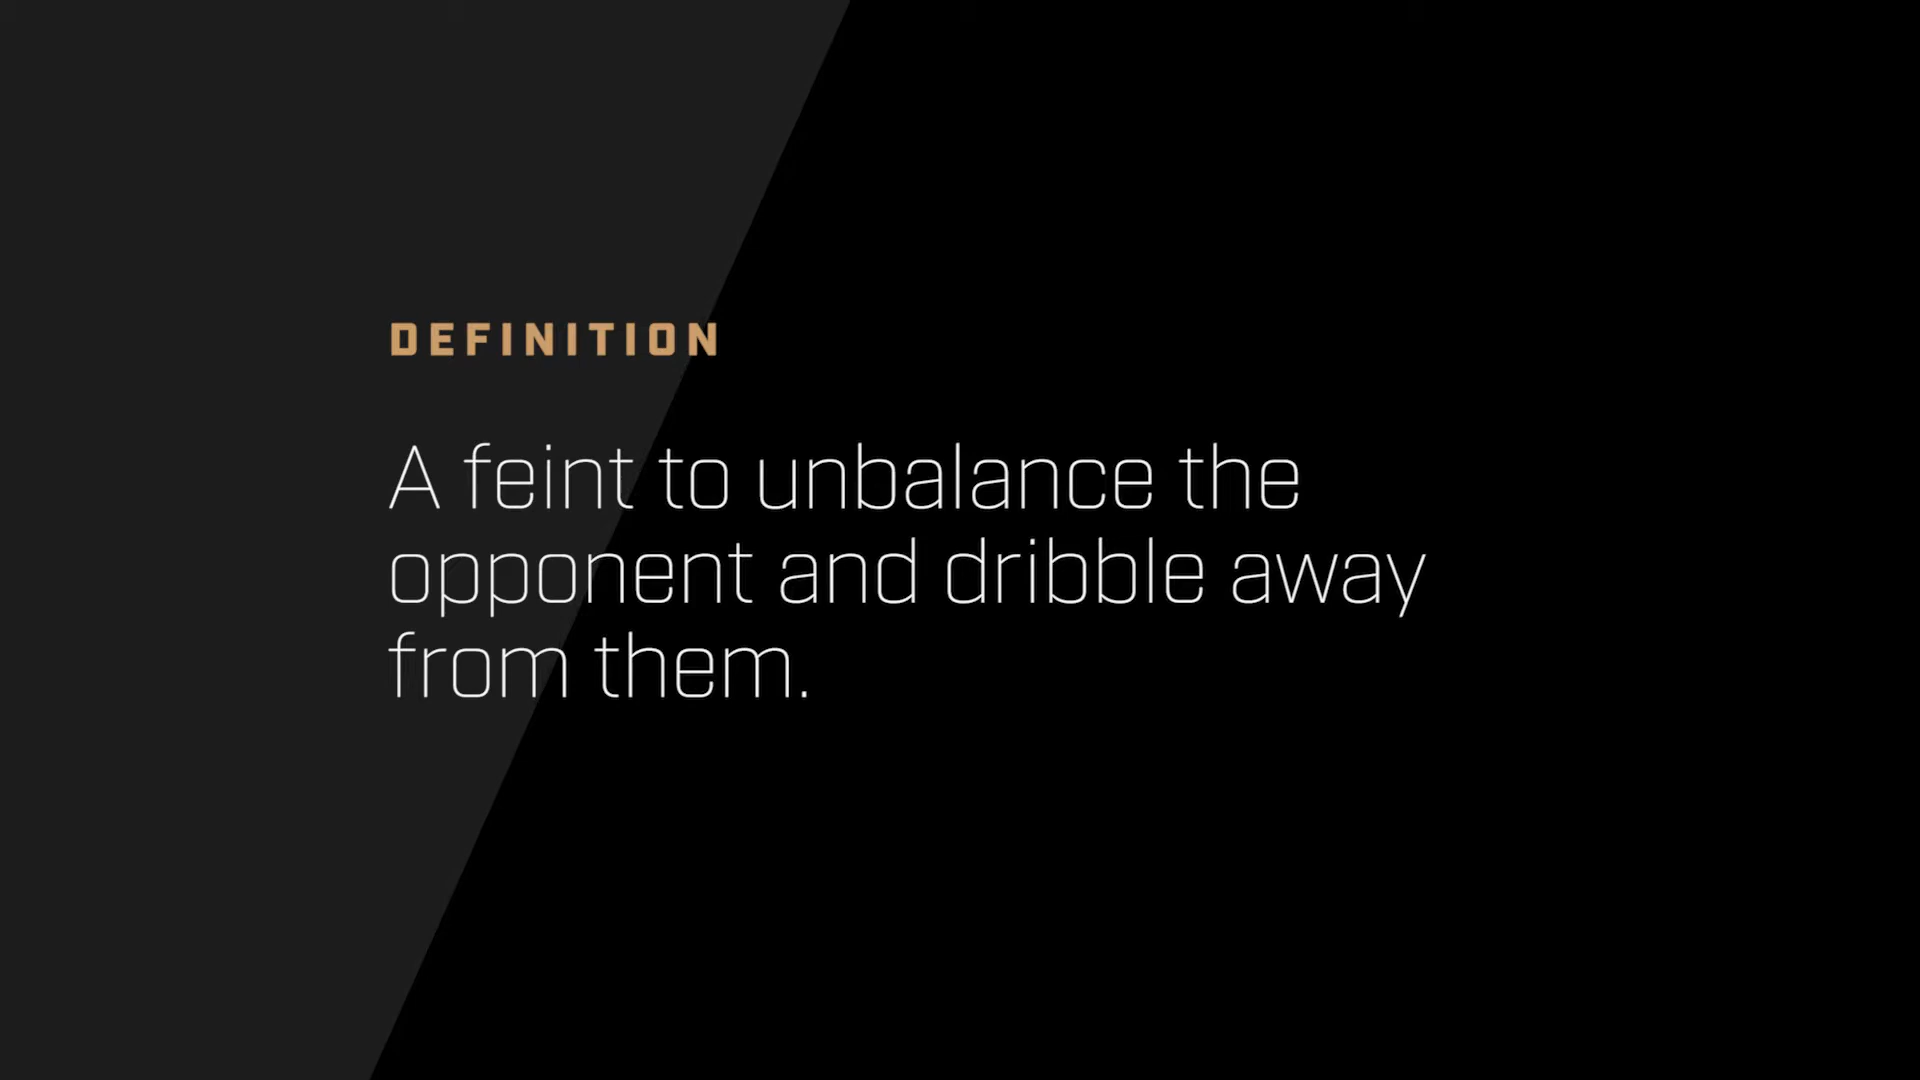 DEFINITION
A feint to unbalance the
opponent and dribble away
from them.